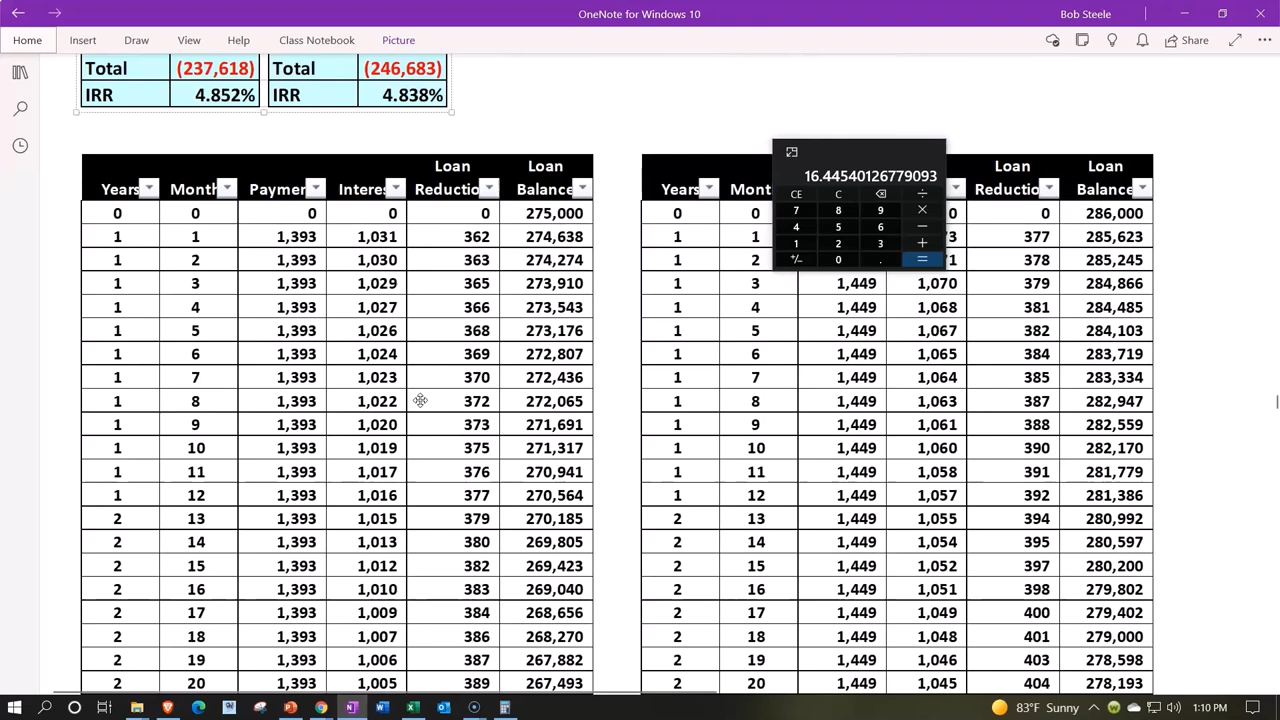 OneNote for Windows 10
Bob Steele
Home Insert Draw View Help Class Notebook Picture Share
Total (237,618) Total (246,683)
IRR 4.852% IRR 4.838%
16.44540126779093
CE C ⌫ ÷
7 8 9 ×
4 5 6 −
1 2 3 +
+/− 0 . =
Loan Loan Loan Loan
Years Month Paymen Interes Reductio Balance Years Mont Reductio Balance
0 0 0 0 0 275,000 0 0 0 0 286,000
1 1 1,393 1,031 362 274,638 1 1 73 377 285,623
1 2 1,393 1,030 363 274,274 1 2 71 378 285,245
1 3 1,393 1,029 365 273,910 1 3 1,449 1,070 379 284,866
1 4 1,393 1,027 366 273,543 1 4 1,449 1,068 381 284,485
1 5 1,393 1,026 368 273,176 1 5 1,449 1,067 382 284,103
1 6 1,393 1,024 369 272,807 1 6 1,449 1,065 384 283,719
1 7 1,393 1,023 370 272,436 1 7 1,449 1,064 385 283,334
1 8 1,393 1,022 372 272,065 1 8 1,449 1,063 387 282,947
1 9 1,393 1,020 373 271,691 1 9 1,449 1,061 388 282,559
1 10 1,393 1,019 375 271,317 1 10 1,449 1,060 390 282,170
1 11 1,393 1,017 376 270,941 1 11 1,449 1,058 391 281,779
1 12 1,393 1,016 377 270,564 1 12 1,449 1,057 392 281,386
2 13 1,393 1,015 379 270,185 2 13 1,449 1,055 394 280,992
2 14 1,393 1,013 380 269,805 2 14 1,449 1,054 395 280,597
2 15 1,393 1,012 382 269,423 2 15 1,449 1,052 397 280,200
2 16 1,393 1,010 383 269,040 2 16 1,449 1,051 398 279,802
2 17 1,393 1,009 384 268,656 2 17 1,449 1,049 400 279,402
2 18 1,393 1,007 386 268,270 2 18 1,449 1,048 401 279,000
2 19 1,393 1,006 387 267,882 2 19 1,449 1,046 403 278,598
2 20 1,393 1,005 389 267,493 2 20 1,449 1,045 404 278,193
83°F Sunny 1:10 PM